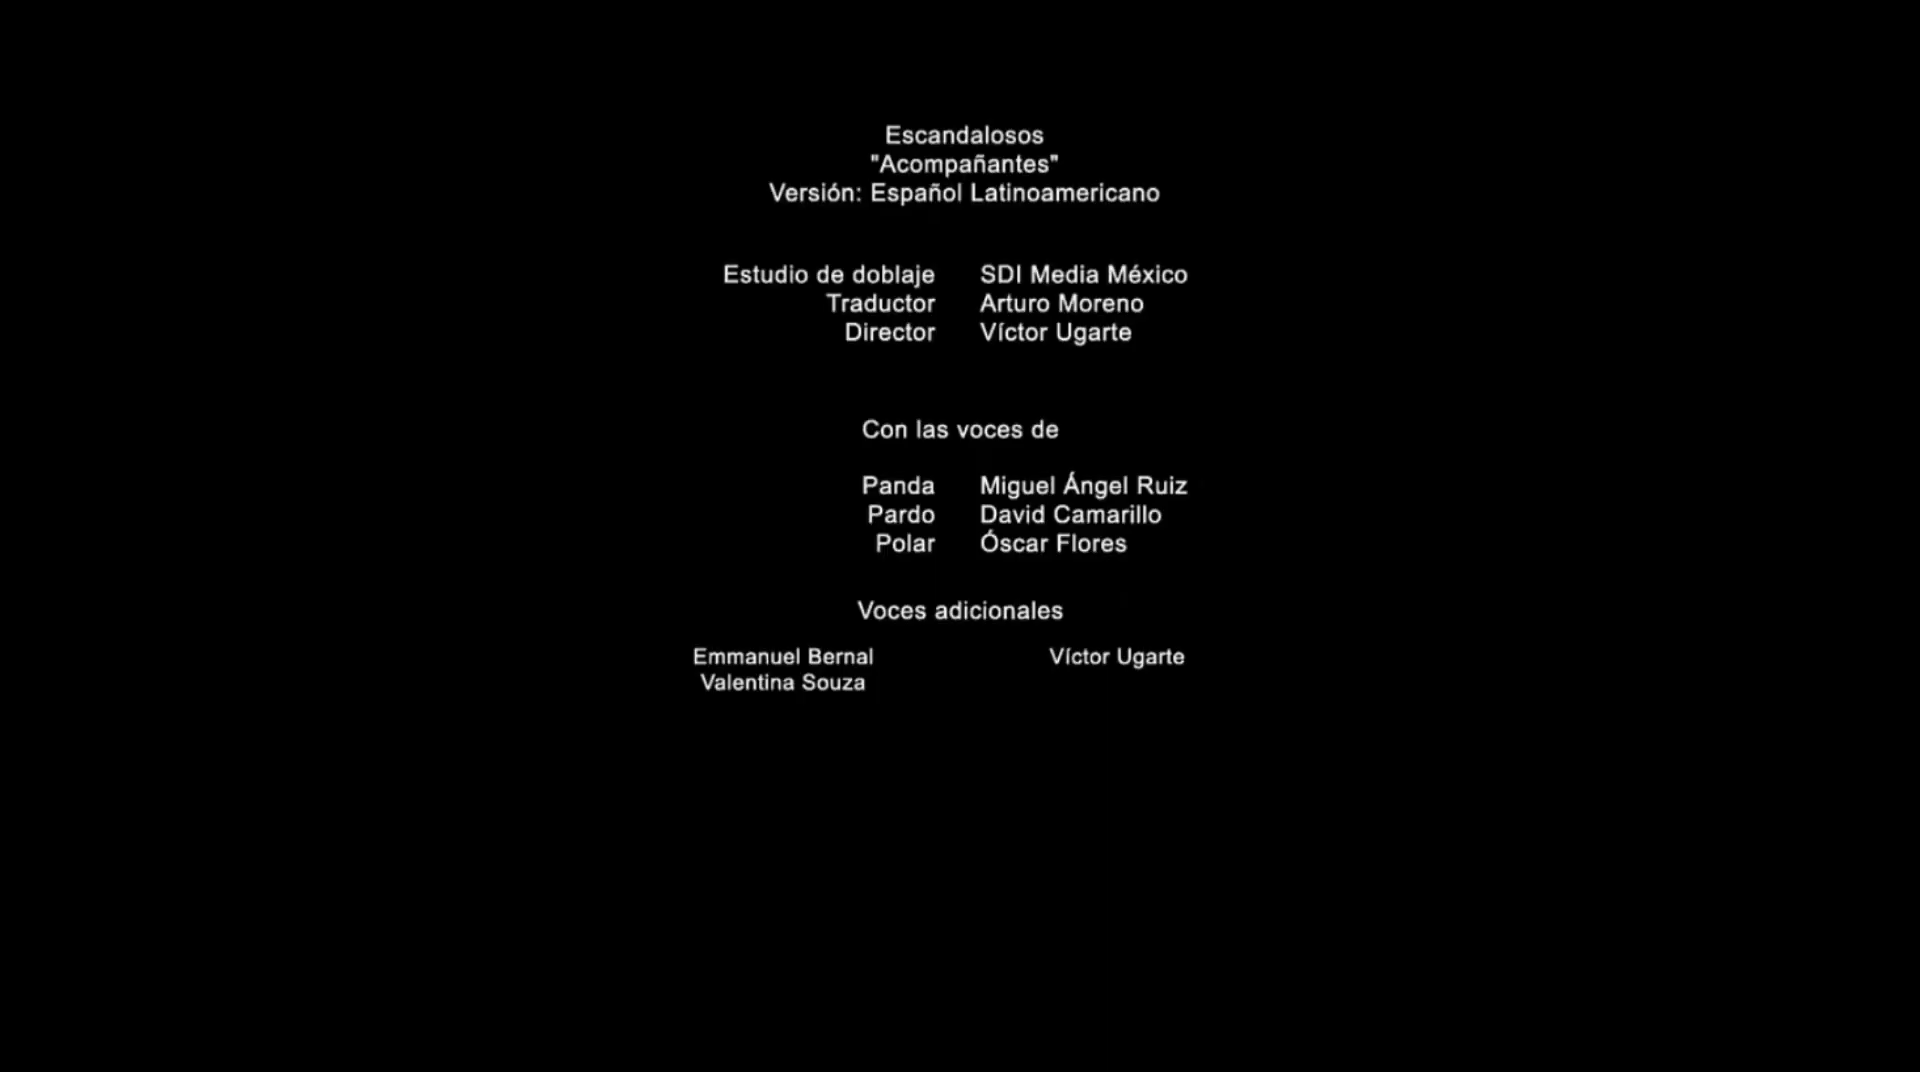 Escandalosos
"Acompañantes"
Versión: Español Latinoamericano
Estudio de doblaje SDI Media México
Traductor Arturo Moreno
Director Víctor Ugarte
Con las voces de
Panda Miguel Ángel Ruiz
Pardo David Camarillo
Polar Óscar Flores
Voces adicionales
Emmanuel Bernal Víctor Ugarte
Valentina Souza